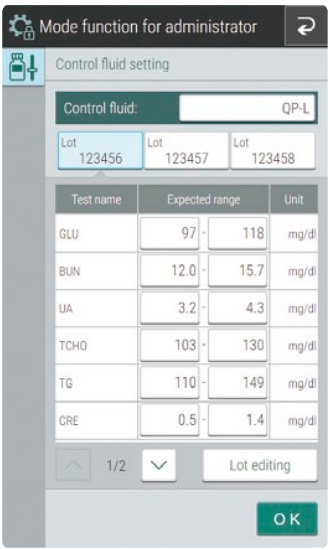 Mode function for administrator
Control fluid setting
Control fluid: QP-L
Lot 123456 Lot 123457 Lot 123458
Test name Expected range Unit
GLU 97 - 118 mg/dl
BUN 12.0 - 15.7 mg/dl
UA 3.2 - 4.3 mg/dl
TCHO 103 - 130 mg/dl
TG 110 - 149 mg/dl
CRE 0.5 - 1.4 mg/dl
1/2 Lot editing
OK